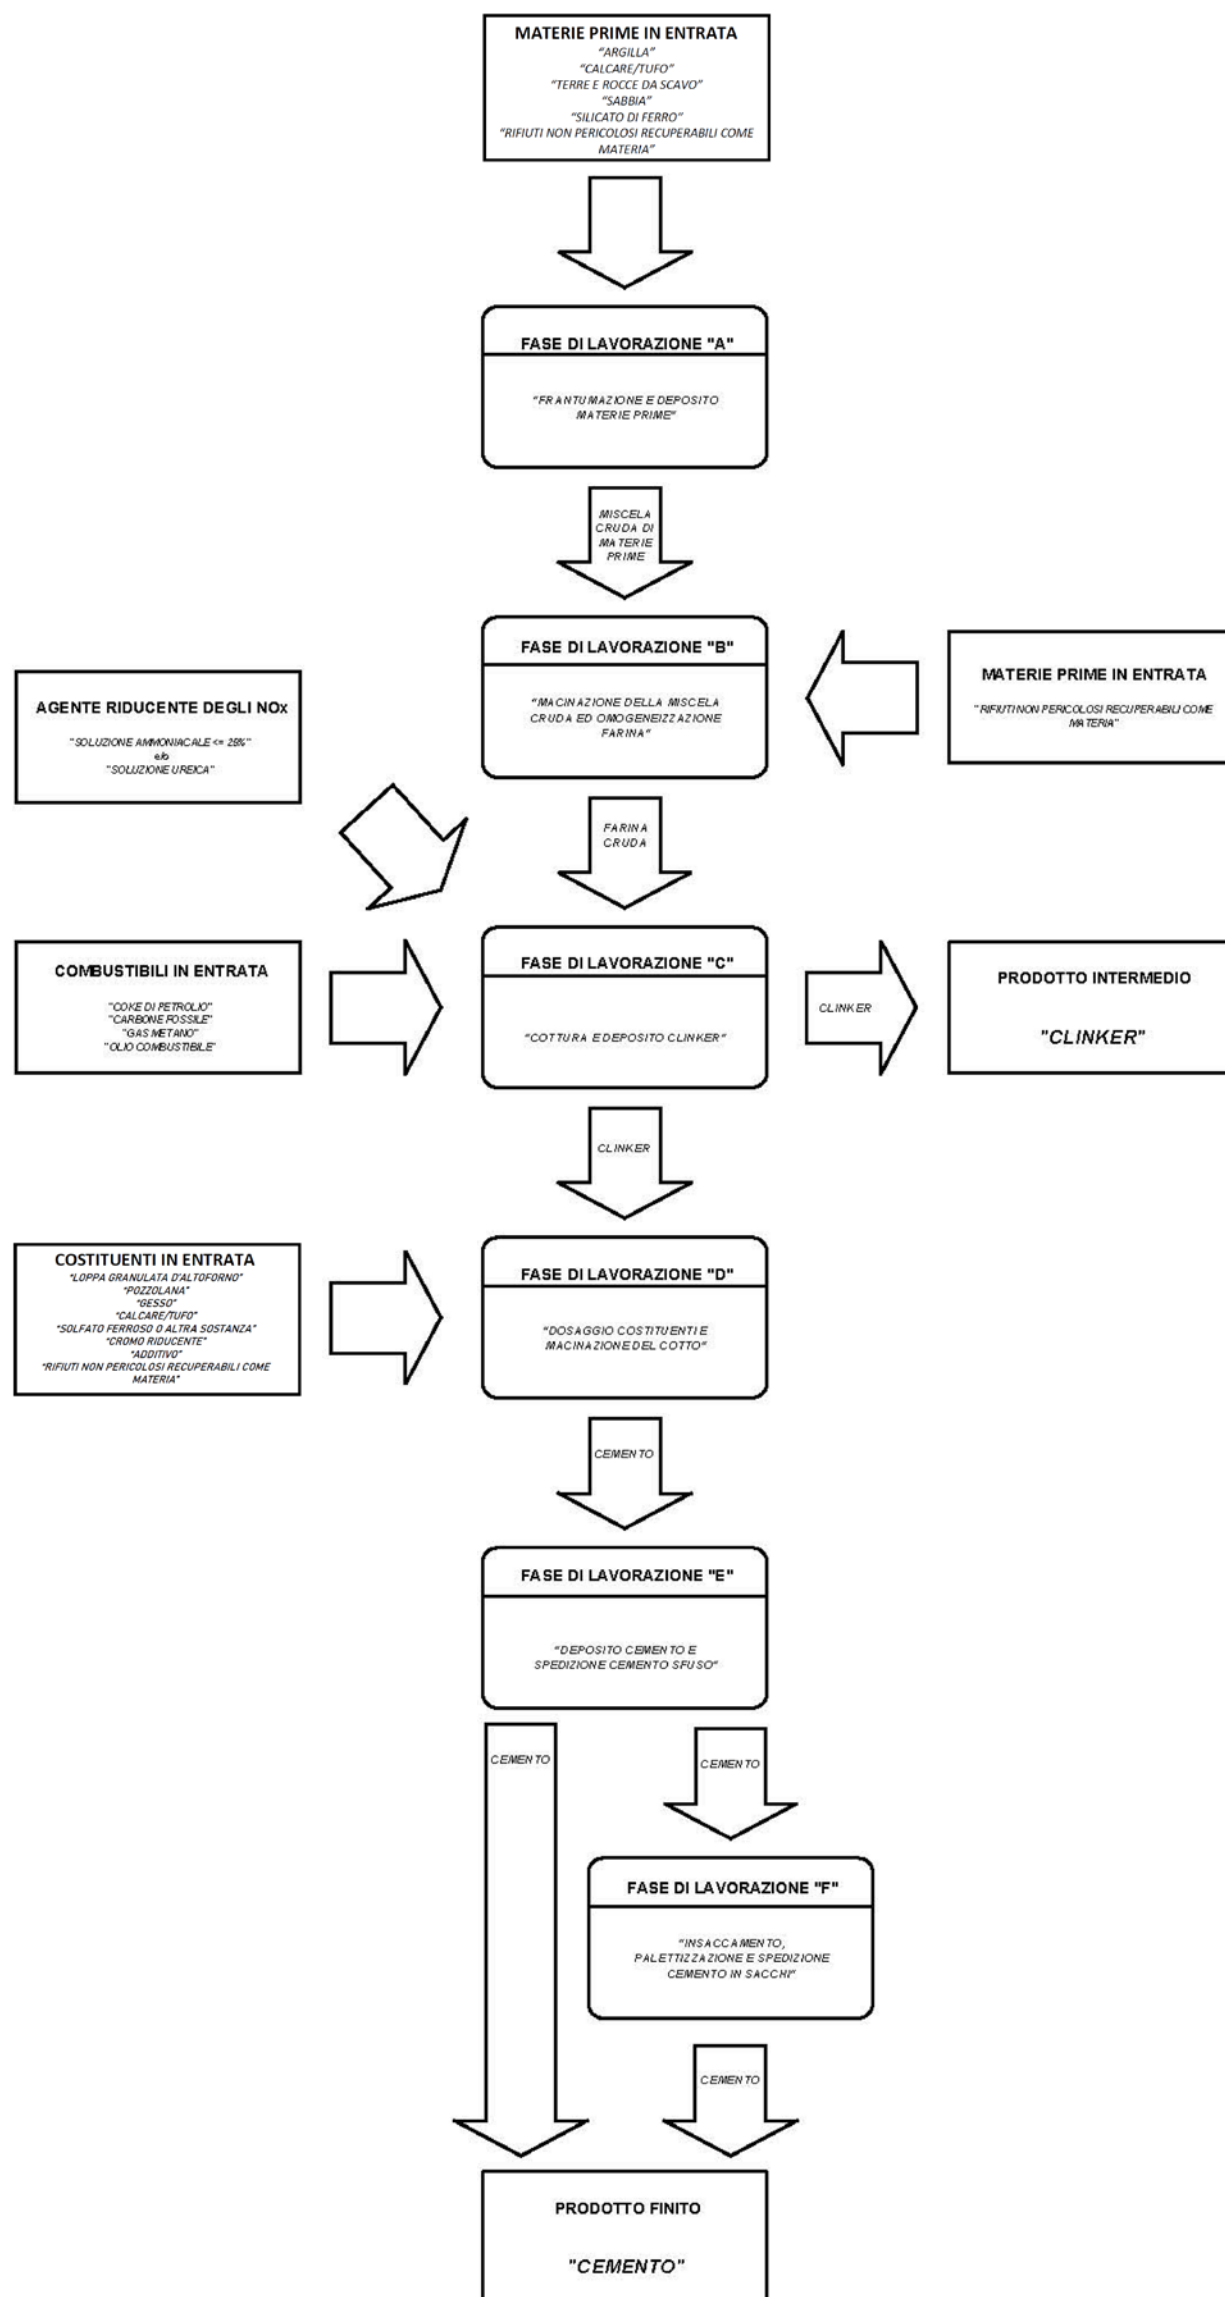 MATERIE PRIME IN ENTRATA
"ARGILLA"
"CALCARE/TUFO"
"TERRE E ROCCE DA SCAVO"
"SABBIA"
"SILICATO DI FERRO"
"RIFIUTI NON PERICOLOSI RECUPERABILI COME
MATERIA"
FASE DI LAVORAZIONE "A"
"FRANTUMAZIONE E DEPOSITO
MATERIE PRIME"
MISCELA
CRUDA DI
MATERIE
PRIME
FASE DI LAVORAZIONE "B"
"MACINAZIONE DELLA MISCELA
CRUDA ED OMOGENEIZZAZIONE
FARINA"
MATERIE PRIME IN ENTRATA
"RIFIUTI NON PERICOLOSI RECUPERABILI COME
MATERIA"
AGENTE RIDUCENTE DEGLI NOx
"SOLUZIONE AMMONIACALE <= 25%"
e/o
"SOLUZIONE UREICA"
FARINA
CRUDA
COMBUSTIBILI IN ENTRATA
"COKE DI PETROLIO"
"CARBONE FOSSILE"
"GAS METANO"
"OLIO COMBUSTIBILE"
FASE DI LAVORAZIONE "C"
"COTTURA E DEPOSITO CLINKER"
CLINKER
PRODOTTO INTERMEDIO
"CLINKER"
CLINKER
COSTITUENTI IN ENTRATA
"LOPPA GRANULATA D'ALTOFORNO"
"POZZOLANA"
"GESSO"
"CALCARE/TUFO"
"SOLFATO FERROSO O ALTRA SOSTANZA"
"CROMO RIDUCENTE"
"ADDITIVO"
"RIFIUTI NON PERICOLOSI RECUPERABILI COME
MATERIA"
FASE DI LAVORAZIONE "D"
"DOSAGGIO COSTITUENTI E
MACINAZIONE DEL COTTO"
CEMENTO
FASE DI LAVORAZIONE "E"
"DEPOSITO CEMENTO E
SPEDIZIONE CEMENTO SFUSO"
CEMENTO
CEMENTO
FASE DI LAVORAZIONE "F"
"INSACCAMENTO,
PALETTIZZAZIONE E SPEDIZIONE
CEMENTO IN SACCHI"
CEMENTO
PRODOTTO FINITO
"CEMENTO"